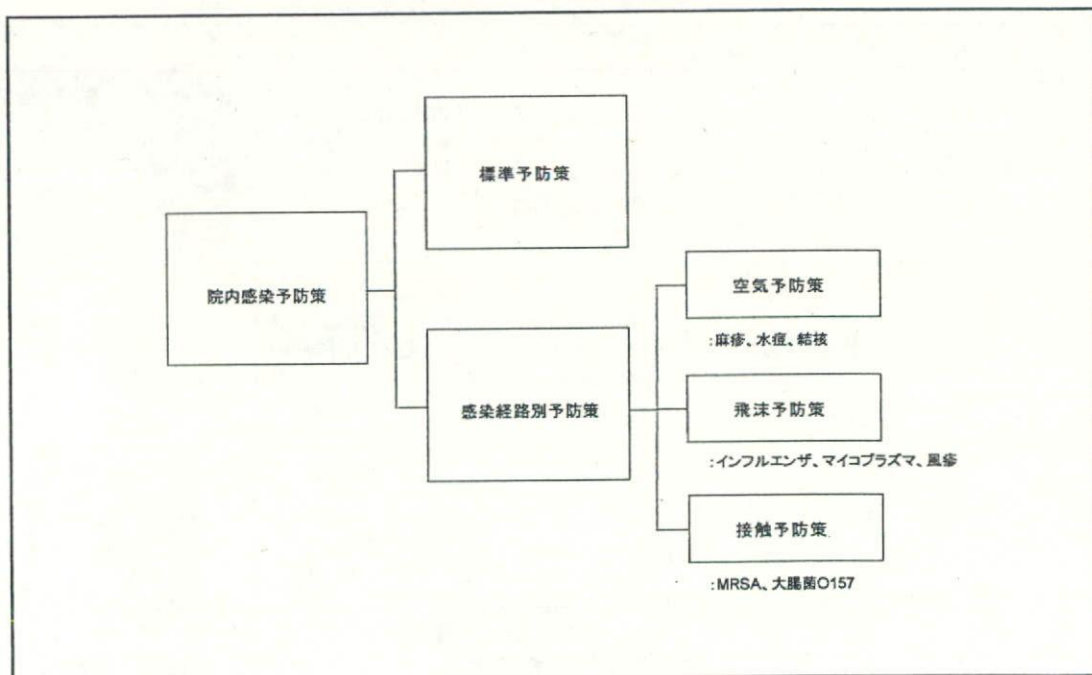 標準予防策
院内感染予防策
空気予防策
:麻疹、水痘、結核
感染経路別予防策
飛沫予防策
:インフルエンザ、マイコプラズマ、風疹
接触予防策
:MRSA、大腸菌O157